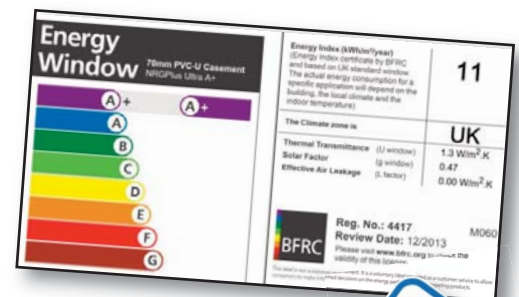 Energy
Window
70mm PVC-U Casement
NRGPlus Ultra A+
A+
A+
A
B
C
D
E
F
G
Energy Index (kWh/m²/year)
(Energy Index certificate by BFRC
and based on UK standard window.
The actual energy consumption for a
specific application will depend on the
building, the local climate and the
indoor temperature)
11
The Climate zone is
UK
Thermal Transmittance (U window) 1.3 W/m².K
Solar Factor (g window) 0.47
Effective Air Leakage (L factor) 0.00 W/m².K
BFRC
Reg. No.: 4417 M060
Review Date: 12/2013
Please visit www.bfrc.org to check the
validity of this
This label is not a